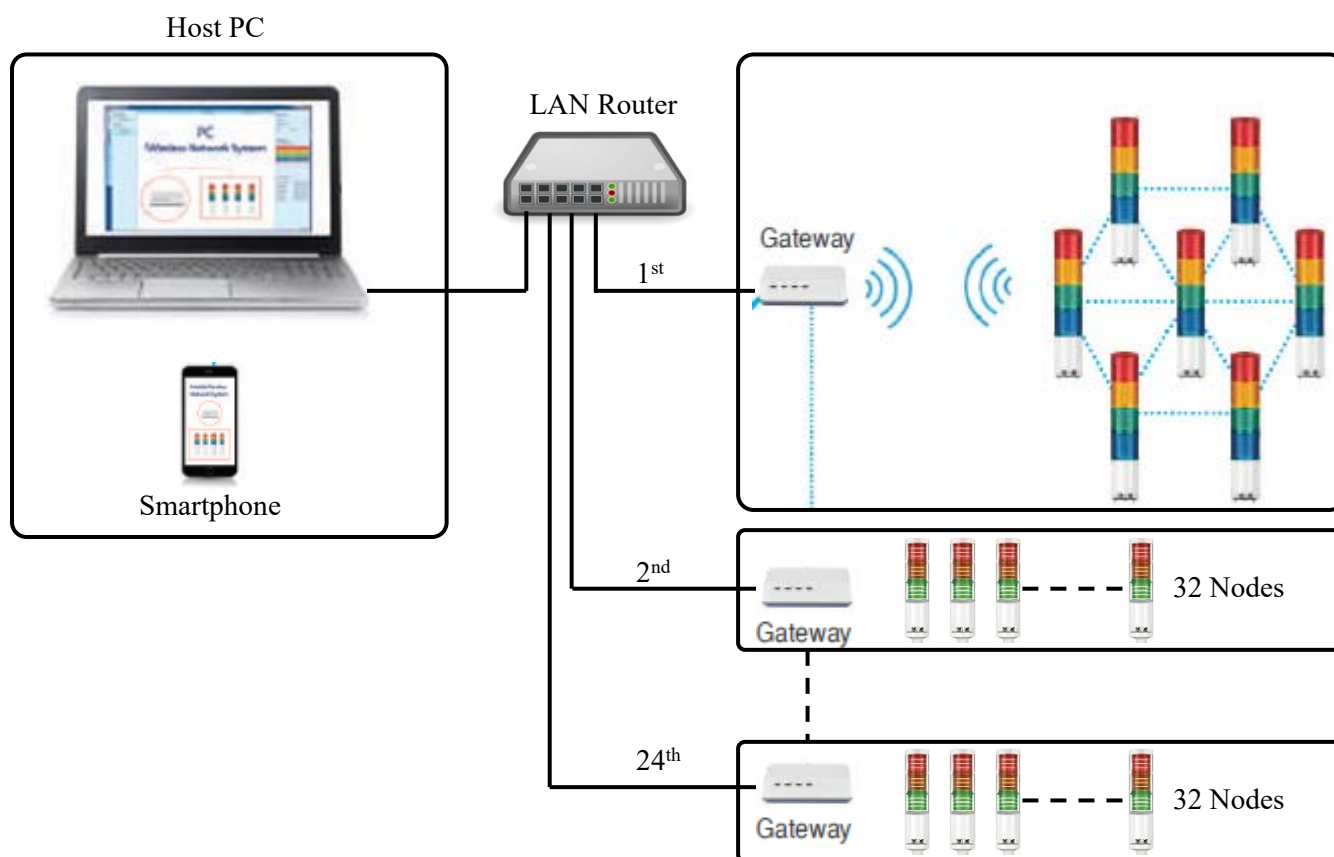 Host PC
LAN Router
PC
Wireless Network System
Gateway
1st
Smartphone
2nd
Gateway
32 Nodes
24th
Gateway
32 Nodes